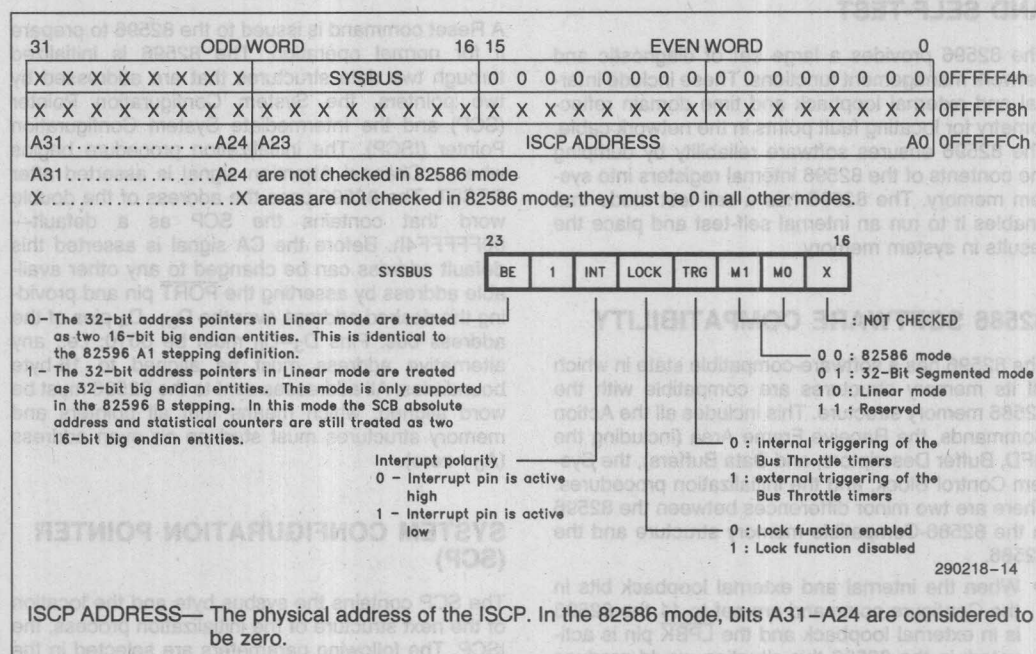 31 ODD WORD 16 15 EVEN WORD 0
X X X X X X X X SYSBUS 0 0 0 0 0 0 0 0 0 0 0 0 0 0 0 0 0FFFFFF4h
X X X X X X X X X X X X X X X X X X X X X X X X X X X X X X X X 0FFFFFF8h
A31 . . . . . . . . . . . . A24 A23 ISCP ADDRESS A0 0FFFFFFCh
A31 . . . . . . . . . . . . A24 are not checked in 82586 mode
X . . . . . . . . . . . . . . . X areas are not checked in 82586 mode; they must be 0 in all other modes.
23 16
SYSBUS BE 1 INT LOCK TRG M1 M0 X
0 – The 32-bit address pointers in Linear mode are treated
as two 16-bit big endian entities. This is identical to
the 82596 A1 stepping definition.
1 – The 32-bit address pointers in Linear mode are treated
as 32-bit big endian entities. This mode is only supported
in the 82596 B stepping. In this mode the SCB absolute
address and statistical counters are still treated as two
16-bit big endian entities.
NOT CHECKED
0 0 : 82586 mode
0 1 : 32-Bit Segmented mode
1 0 : Linear mode
1 1 : Reserved
0 : internal triggering of the
Bus Throttle timers
1 : external triggering of the
Bus Throttle timers
Interrupt polarity
0 – Interrupt pin is active
high
1 – Interrupt pin is active
low
0 : Lock function enabled
1 : Lock function disabled
290218–14
ISCP ADDRESS – The physical address of the ISCP. In the 82586 mode, bits A31–A24 are considered to
be zero.